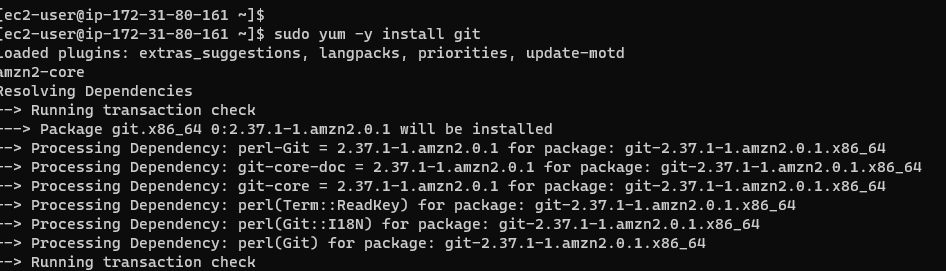 [ec2-user@ip-172-31-80-161 ~]$
[ec2-user@ip-172-31-80-161 ~]$ sudo yum -y install git
Loaded plugins: extras_suggestions, langpacks, priorities, update-motd
amzn2-core
Resolving Dependencies
--> Running transaction check
---> Package git.x86_64 0:2.37.1-1.amzn2.0.1 will be installed
--> Processing Dependency: perl-Git = 2.37.1-1.amzn2.0.1 for package: git-2.37.1-1.amzn2.0.1.x86_64
--> Processing Dependency: git-core-doc = 2.37.1-1.amzn2.0.1 for package: git-2.37.1-1.amzn2.0.1.x86_64
--> Processing Dependency: git-core = 2.37.1-1.amzn2.0.1 for package: git-2.37.1-1.amzn2.0.1.x86_64
--> Processing Dependency: perl(Term::ReadKey) for package: git-2.37.1-1.amzn2.0.1.x86_64
--> Processing Dependency: perl(Git::I18N) for package: git-2.37.1-1.amzn2.0.1.x86_64
--> Processing Dependency: perl(Git) for package: git-2.37.1-1.amzn2.0.1.x86_64
--> Running transaction check